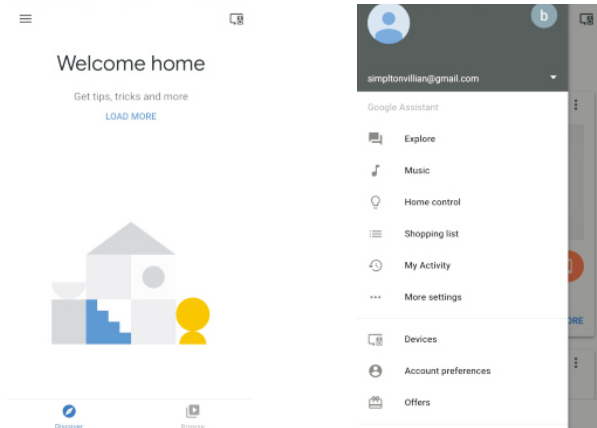 Welcome home
Get tips, tricks and more
LOAD MORE
Discover
Browse
b
simpltonvillian@gmail.com
Google Assistant
Explore
Music
Home control
Shopping list
My Activity
More settings
Devices
Account preferences
Offers